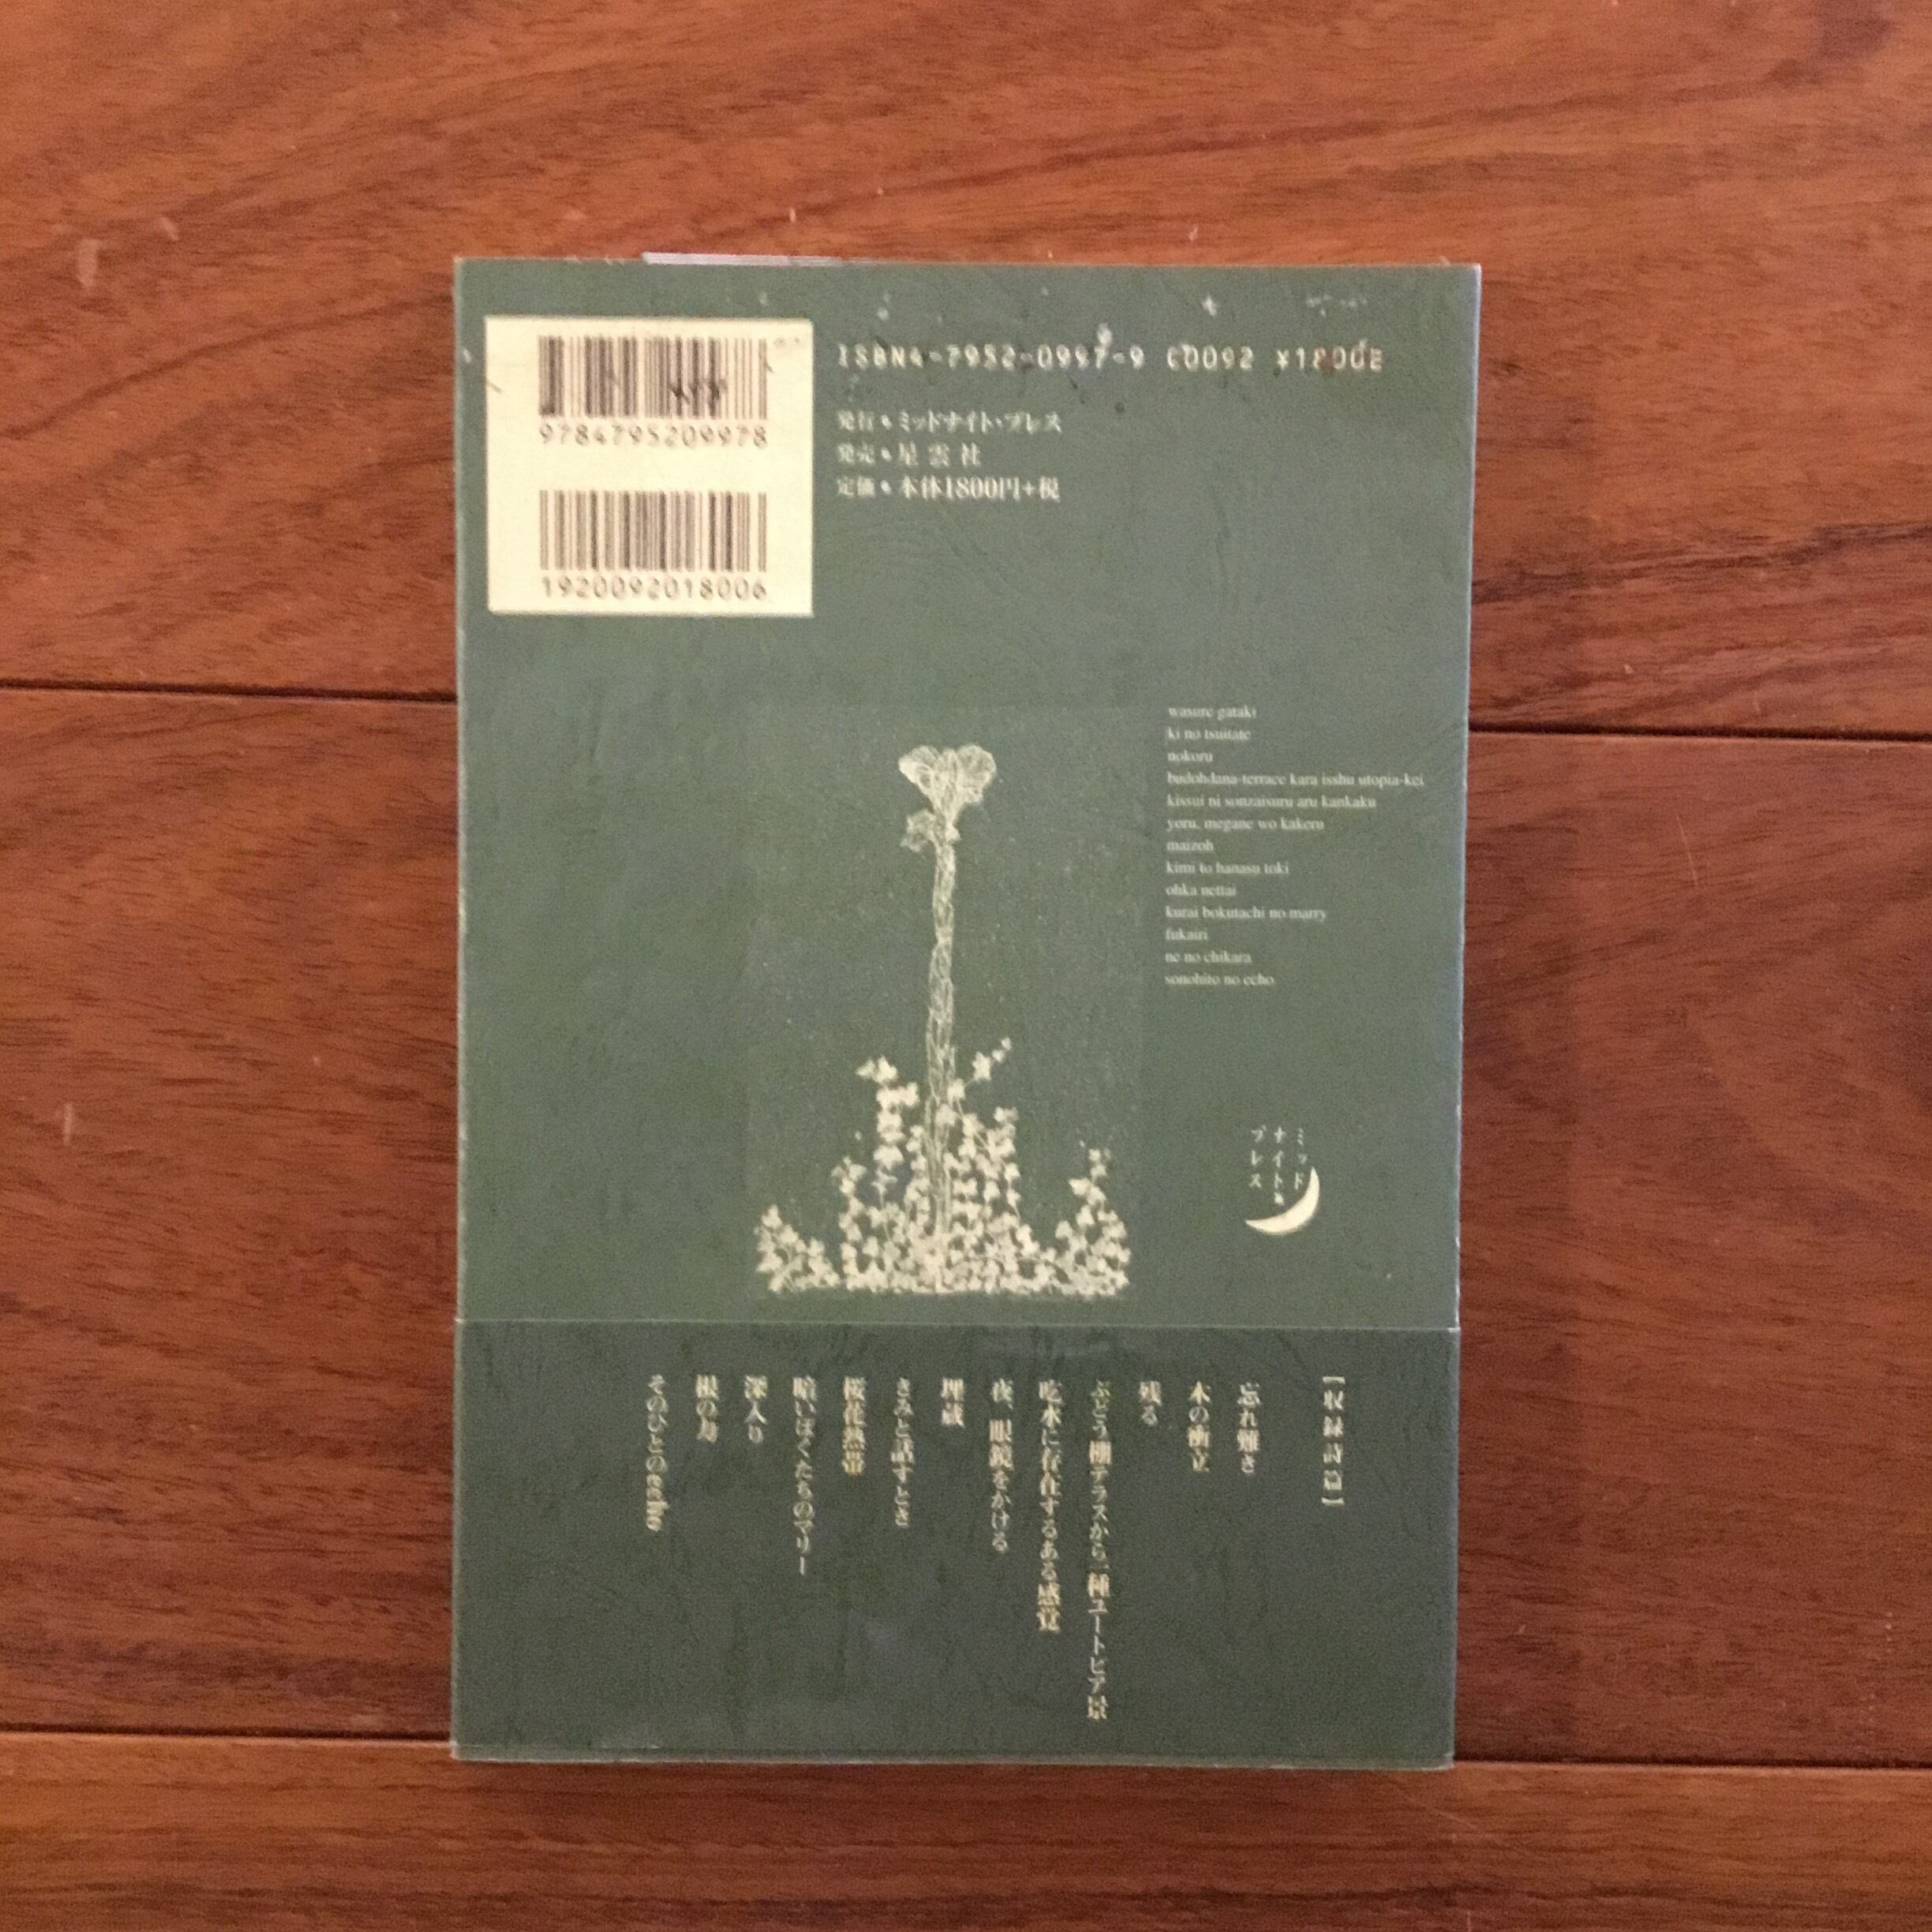 9784795209978
1920092018006
ISBN4-7952-0997-9 C0092 ¥1800E
発行●ミッドナイト・プレス
発売●星雲社
定価●本体1800円+税
wasure gataki
ki no tsuitate
nokoru
budohdana-terrace kara isshu utopia-kei
kissui ni sonzaisuru aru kankaku
yoru, megane wo kakeru
maizoh
kimi to hanasu toki
ohka nettai
kurai bokutachi no marry
fukairi
ne no chikara
sonohito no echo
ミッド
ナイト・
プレス
【収録詩篇】
忘れ難き
木の衝立
残る
ぶどう棚テラスから一種ユートピア景
吃水に存在するある感覚
夜、眼鏡をかける
埋蔵
きみと話すとき
桜花熱帯
暗いぼくたちのマリー
深入り
根の力
そのひとのecho